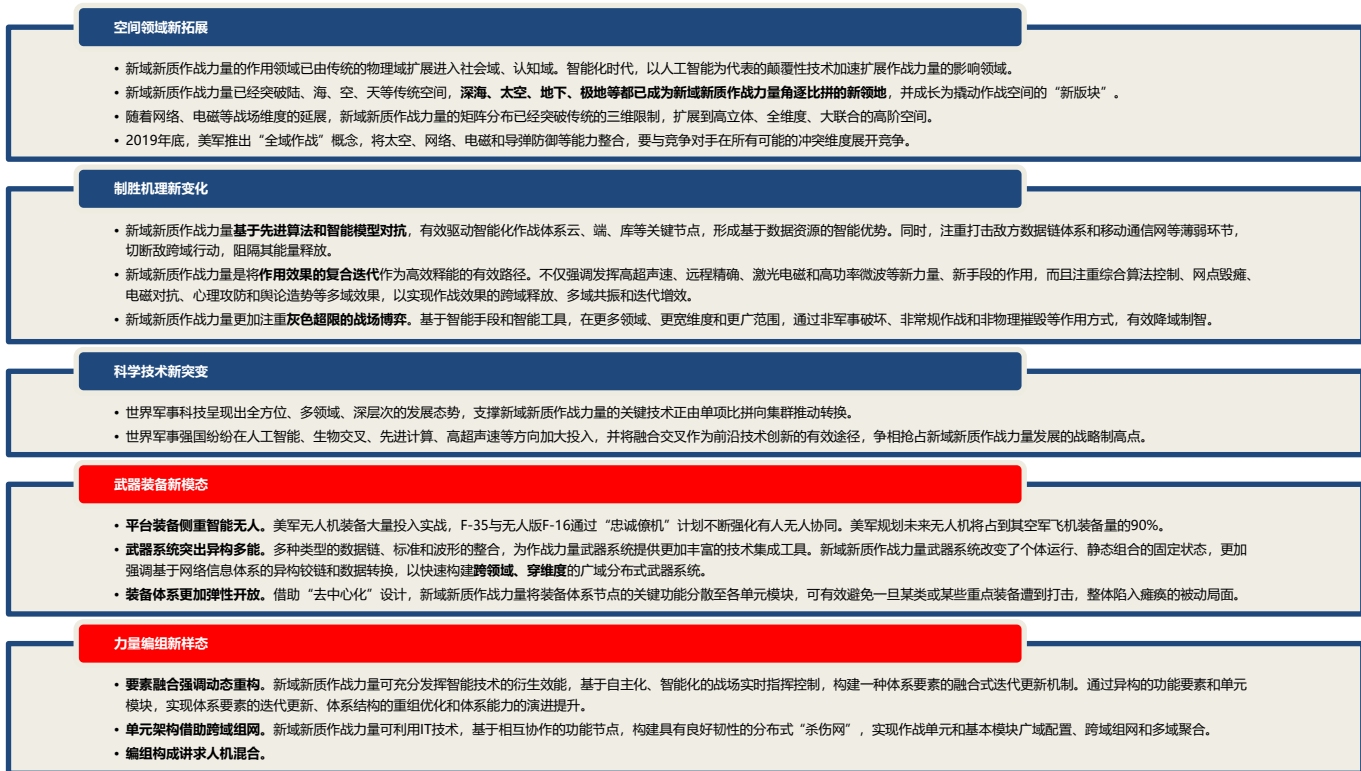 空间领域新拓展
• 新域新质作战力量的作用领域已由传统的物理域扩展进入社会域、认知域。智能化时代，以人工智能为代表的颠覆性技术加速扩展作战力量的影响领域。
• 新域新质作战力量已经突破陆、海、空、天等传统空间，深海、太空、地下、极地等都已成为新域新质作战力量角逐比拼的新领地，并成长为撬动作战空间的“新版块”。
• 随着网络、电磁等战场维度的延展，新域新质作战力量的矩阵分布已经突破传统的三维限制，扩展到高立体、全维度、大联合的高阶空间。
• 2019年底，美军推出“全域作战”概念，将太空、网络、电磁和导弹防御等能力整合，要与竞争对手在所有可能的冲突维度展开竞争。
制胜机理新变化
• 新域新质作战力量基于先进算法和智能模型对抗，有效驱动智能化作战体系云、端、库等关键节点，形成基于数据资源的智能优势。同时，注重打击敌方数据链体系和移动通信网等薄弱环节，
切断敌跨域行动，阻隔其能量释放。
• 新域新质作战力量是将作用效果的复合迭代作为高效释能的有效路径。不仅强调发挥高超声速、远程精确、激光电磁和高功率微波等新力量、新手段的作用，而且注重综合算法控制、网点毁瘫、
电磁对抗、心理攻防和舆论造势等多域效果，以实现作战效果的跨域释放、多域共振和迭代增效。
• 新域新质作战力量更加注重灰色超限的战场博弈。基于智能手段和智能工具，在更多领域、更宽维度和更广范围，通过非军事破坏、非常规作战和非物理摧毁等作用方式，有效降域制智。
科学技术新突变
• 世界军事科技呈现出全方位、多领域、深层次的发展态势，支撑新域新质作战力量的关键技术正由单项比拼向集群推动转换。
• 世界军事强国纷纷在人工智能、生物交叉、先进计算、高超声速等方向加大投入，并将融合交叉作为前沿技术创新的有效途径，争相抢占新域新质作战力量发展的战略制高点。
武器装备新模态
• 平台装备侧重智能无人。美军无人机装备大量投入实战，F-35与无人版F-16通过“忠诚僚机”计划不断强化有人无人协同。美军规划未来无人机将占到其空军飞机装备量的90%。
• 武器系统突出异构多能。多种类型的数据链、标准和波形的整合，为作战力量武器系统提供更加丰富的技术集成工具。新域新质作战力量武器系统改变了个体运行、静态组合的固定状态，更加
强调基于网络信息体系的异构铰链和数据转换，以快速构建跨领域、穿维度的广域分布式武器系统。
• 装备体系更加弹性开放。借助“去中心化”设计，新域新质作战力量将装备体系节点的关键功能分散至各单元模块，可有效避免一旦某类或某些重点装备遭到打击，整体陷入瘫痪的被动局面。
力量编组新样态
• 要素融合强调动态重构。新域新质作战力量可充分发挥智能技术的衍生效能，基于自主化、智能化的战场实时指挥控制，构建一种体系要素的融合式迭代更新机制。通过异构的功能要素和单元
模块，实现体系要素的迭代更新、体系结构的重组优化和体系能力的演进提升。
• 单元架构借助跨域组网。新域新质作战力量可利用IT技术，基于相互协作的功能节点，构建具有良好韧性的分布式“杀伤网”，实现作战单元和基本模块广域配置、跨域组网和多域聚合。
• 编组构成讲求人机混合。